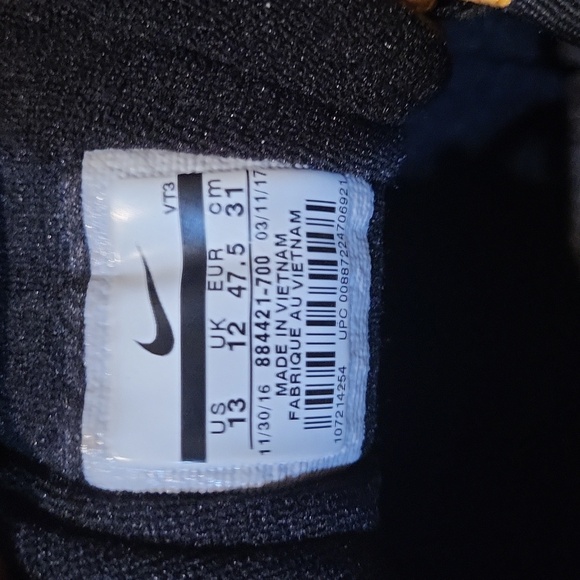 VT3
US UK EUR cm
13 12 47.5 31
11/30/16 884421-700 03/11/17
MADE IN VIETNAM
FABRIQUE AU VIETNAM
107214254 UPC 00887224706921